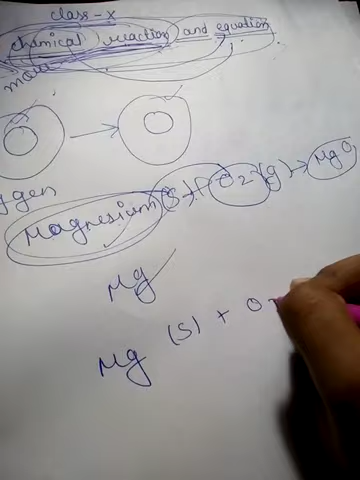 class-x
chemical reaction and equation
Magnesium (S) + O2 (g) → MgO
Mg
Mg (S) + O